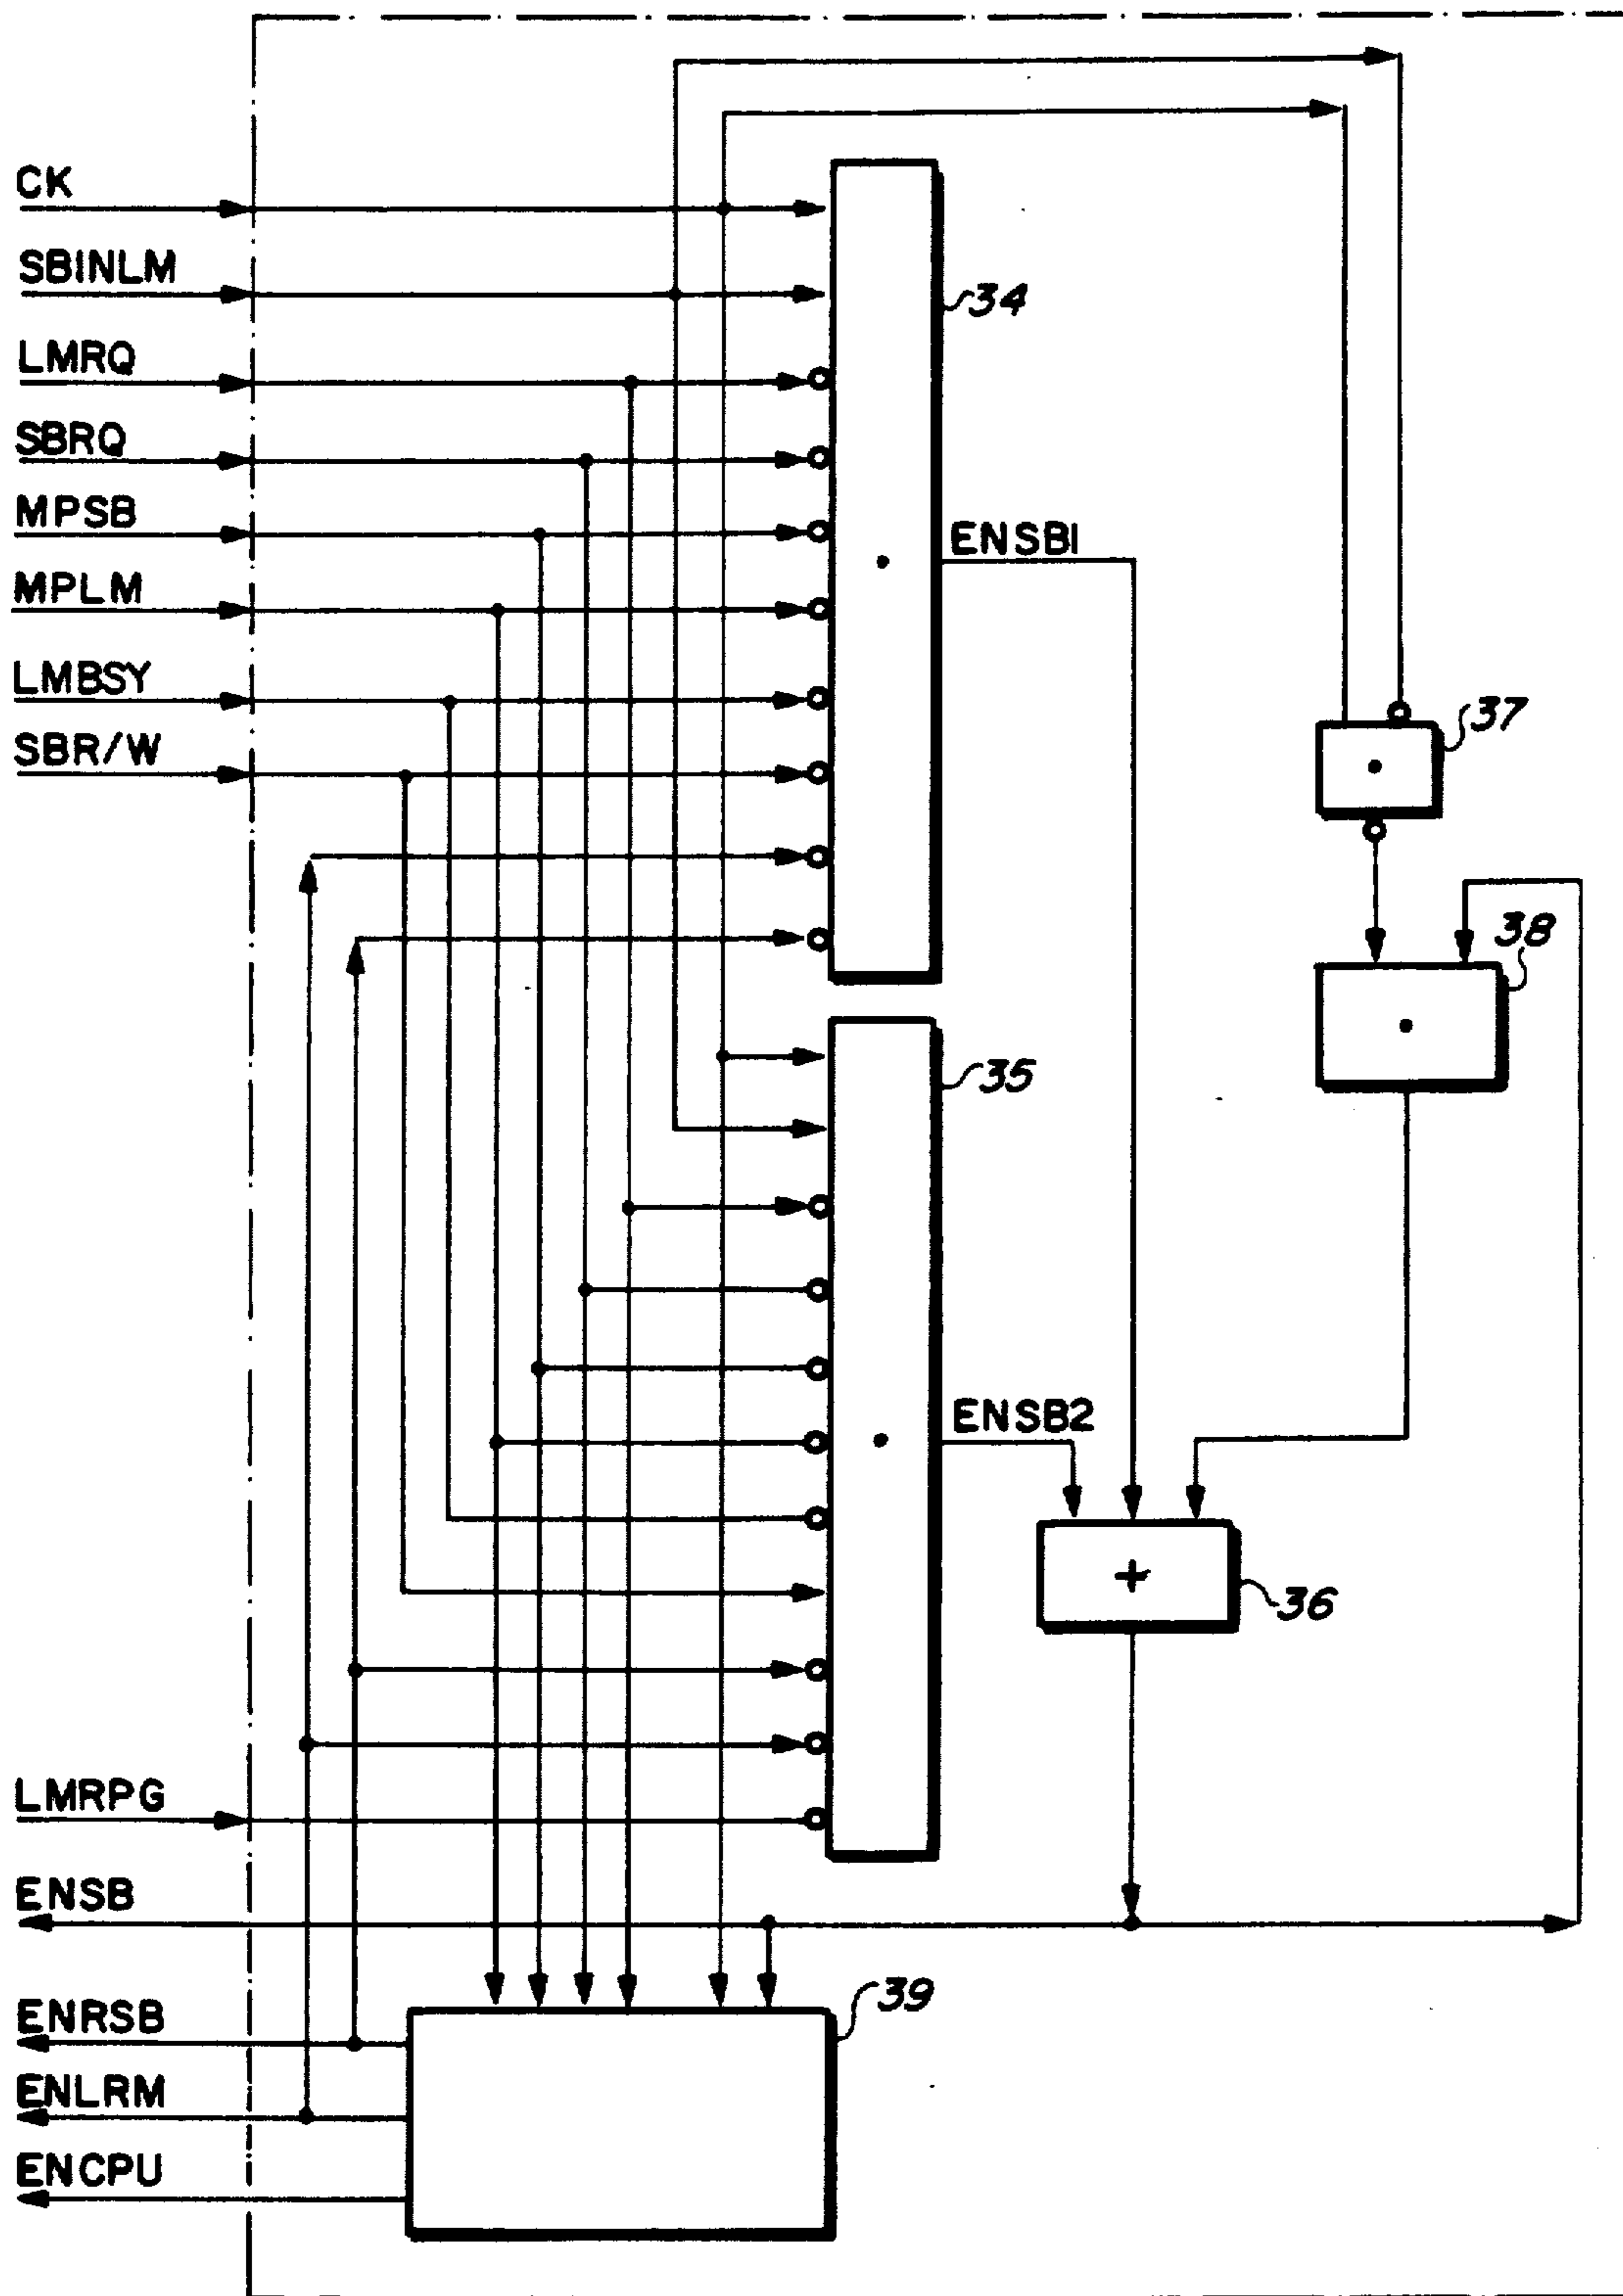 CK
SBINLM
34
LMRQ
SBRQ
MPSB
ENSB1
MPLM
LMBSY
37
SBR/W
38
35
ENSB2
+
36
LMRPG
ENSB
39
ENRSB
ENLRM
ENCPU